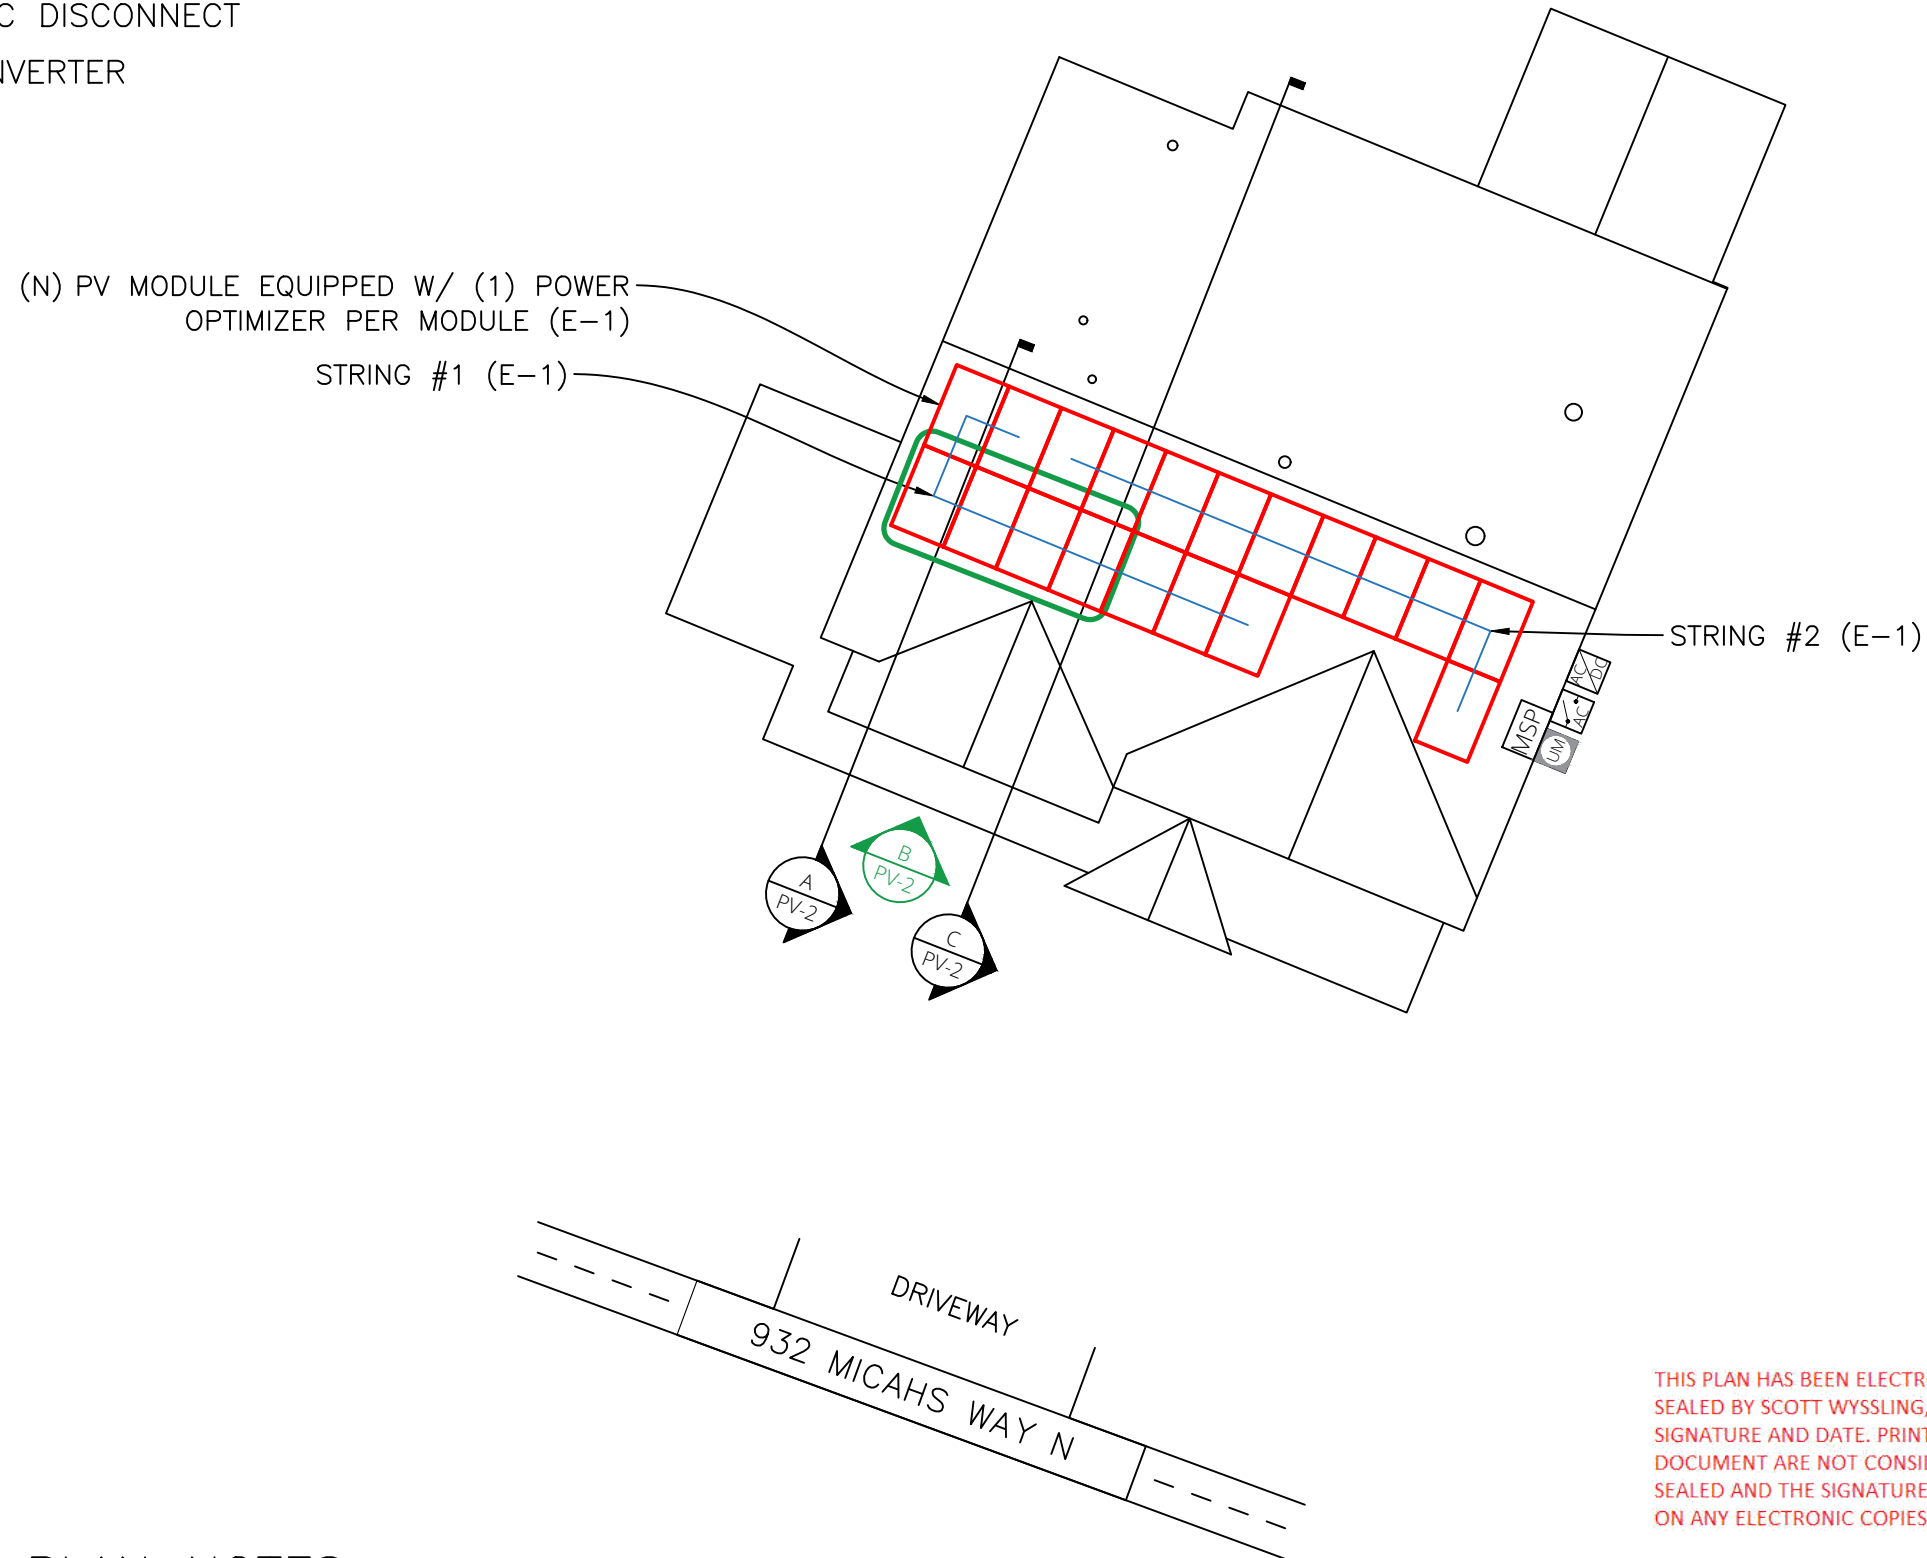 C DISCONNECT
NVERTER
(N) PV MODULE EQUIPPED W/ (1) POWER
OPTIMIZER PER MODULE (E-1)
STRING #1 (E-1)
STRING #2 (E-1)
AC
DC
AC
MSP
UM
A
PV-2
B
PV-2
C
PV-2
DRIVEWAY
932 MICAHS WAY N
THIS PLAN HAS BEEN ELECTR
SEALED BY SCOTT WYSSLING,
SIGNATURE AND DATE. PRINT
DOCUMENT ARE NOT CONSI
SEALED AND THE SIGNATURE
ON ANY ELECTRONIC COPIES